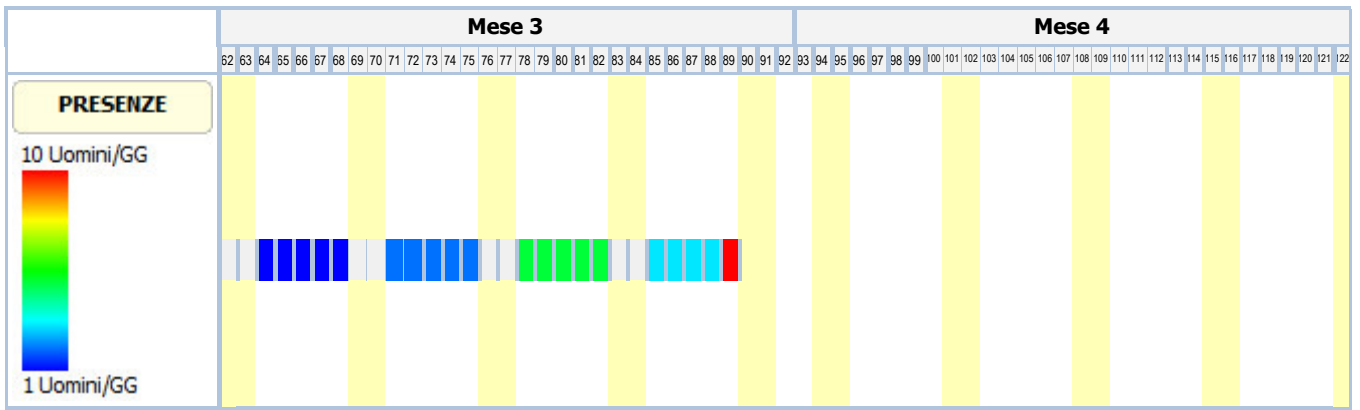 Mese 3 Mese 4
62 63 64 65 66 67 68 69 70 71 72 73 74 75 76 77 78 79 80 81 82 83 84 85 86 87 88 89 90 91 92 93 94 95 96 97 98 99 100 101 102 103 104 105 106 107 108 109 110 111 112 113 114 115 116 117 118 119 120 121 122
PRESENZE
10 Uomini/GG
1 Uomini/GG